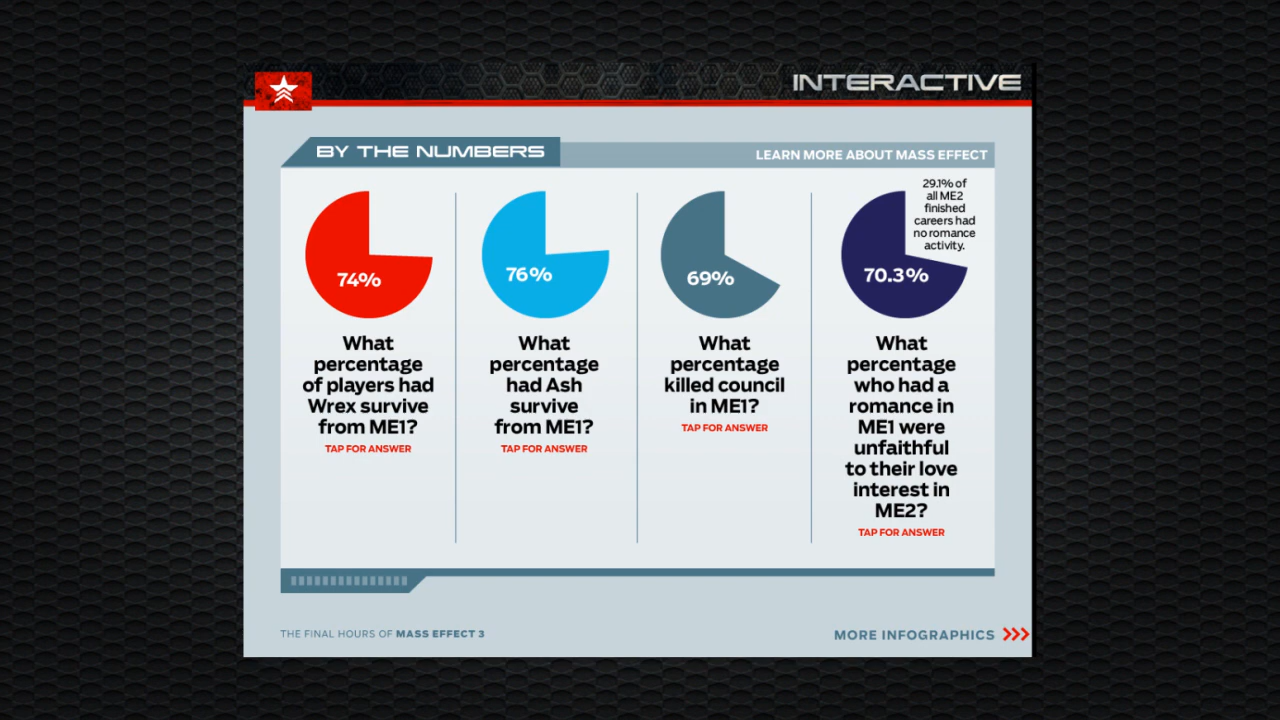 INTERACTIVE
BY THE NUMBERS
LEARN MORE ABOUT MASS EFFECT
74%
What
percentage
of players had
Wrex survive
from ME1?
TAP FOR ANSWER
76%
What
percentage
had Ash
survive
from ME1?
TAP FOR ANSWER
69%
What
percentage
killed council
in ME1?
TAP FOR ANSWER
29.1% of
all ME2
finished
careers had
no romance
activity.
70.3%
What
percentage
who had a
romance in
ME1 were
unfaithful
to their love
interest in
ME2?
TAP FOR ANSWER
THE FINAL HOURS OF MASS EFFECT 3
MORE INFOGRAPHICS